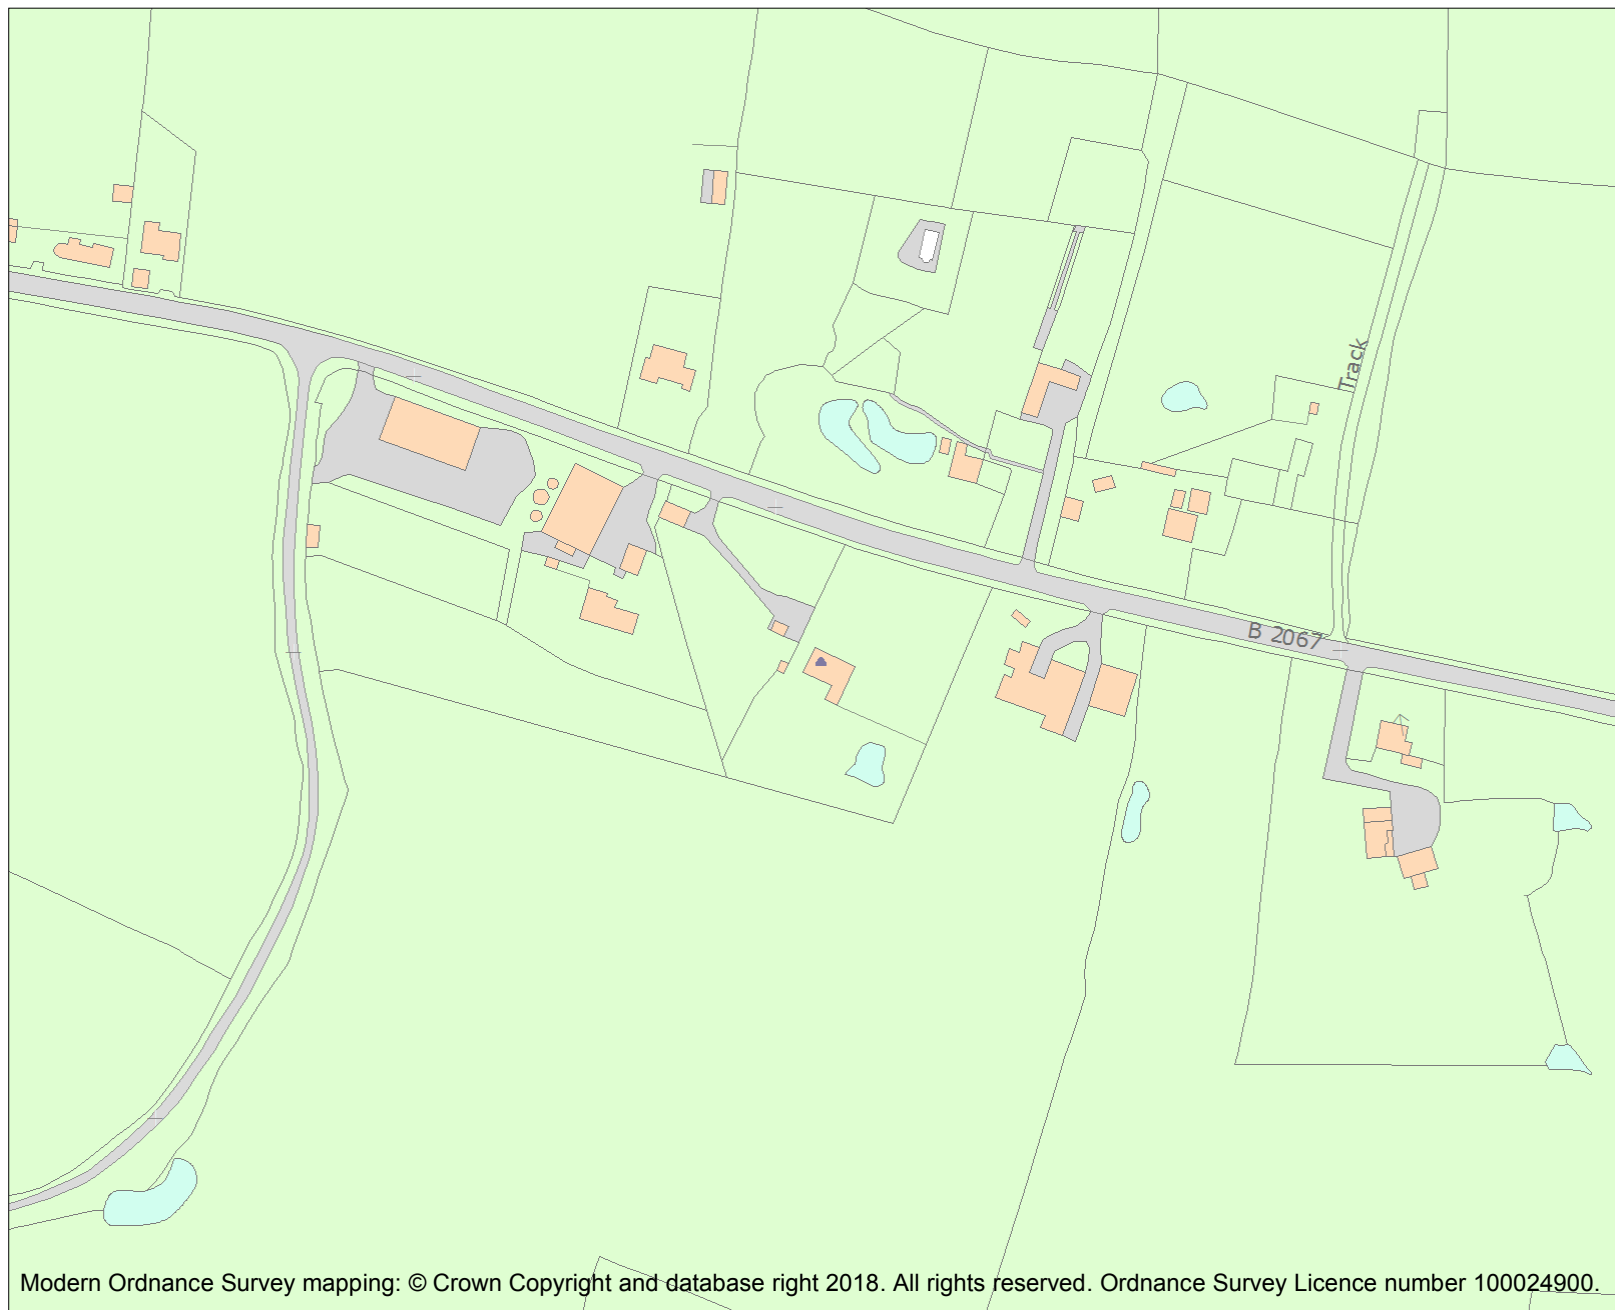 Track
B 2067
Modern Ordnance Survey mapping: © Crown Copyright and database right 2018. All rights reserved. Ordnance Survey Licence number 100024900.